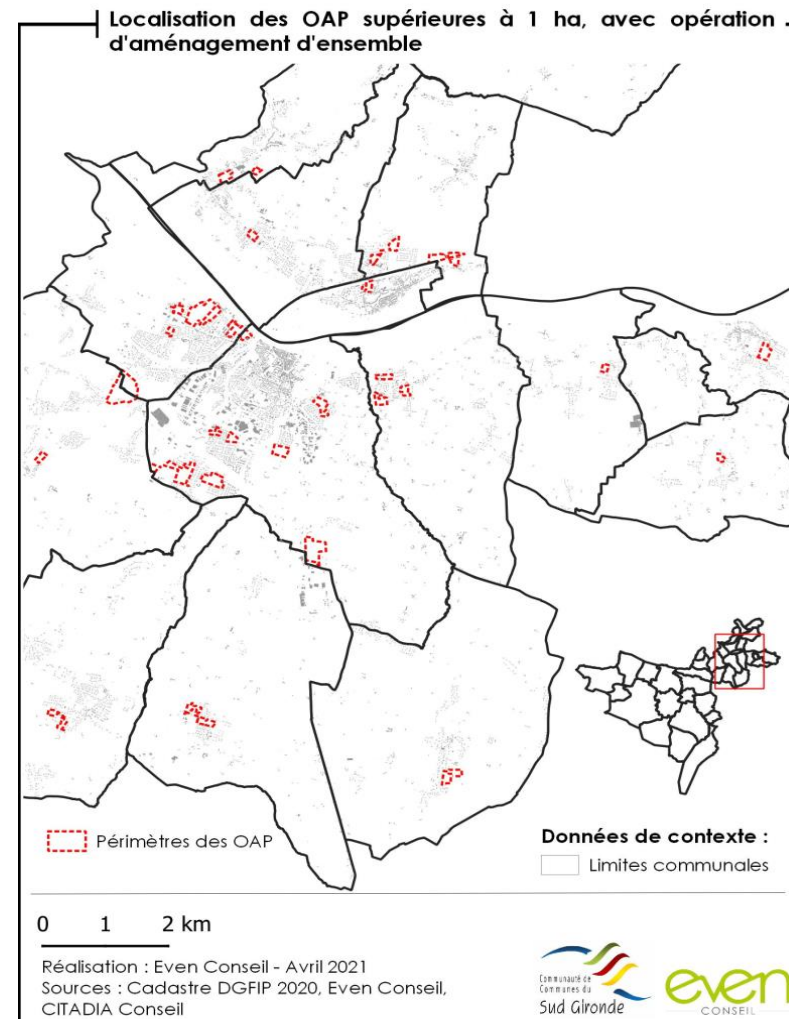 Localisation des OAP supérieures à 1 ha, avec opération .
d'aménagement d'ensemble
Périmètres des OAP
Données de contexte :
Limites communales
0 1 2 km
Réalisation : Even Conseil - Avril 2021
Sources : Cadastre DGFIP 2020, Even Conseil,
CITADIA Conseil
Communauté de
Communes du
Sud Gironde
even
CONSEIL